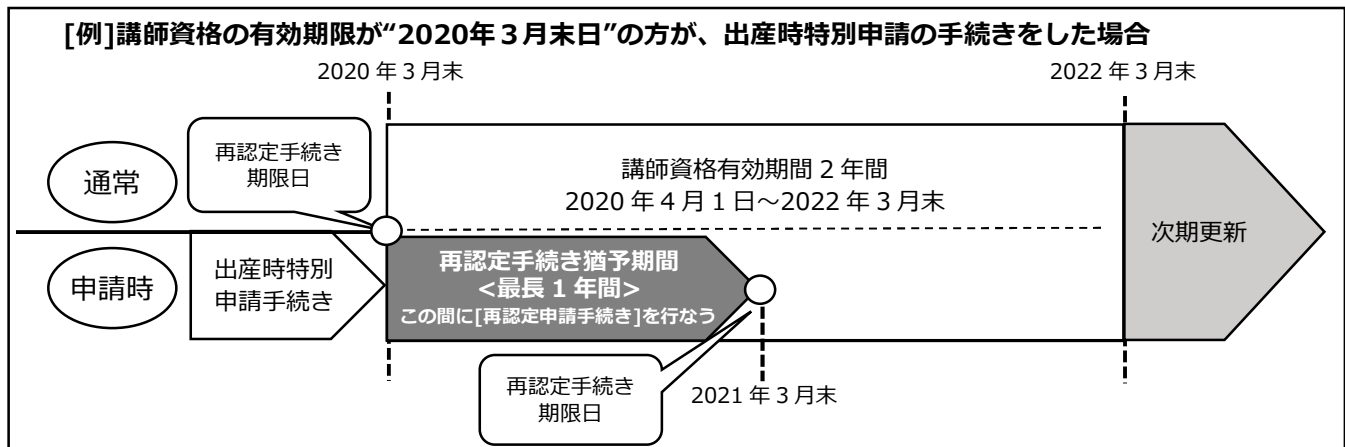 [例]講師資格の有効期限が“2020年３月末日”の方が、出産時特別申請の手続きをした場合
2020 年３月末
2022 年３月末
通常
再認定手続き
期限日
講師資格有効期間 2 年間
2020 年４月１日～2022 年３月末
次期更新
申請時
出産時特別
申請手続き
再認定手続き猶予期間
<最長 1 年間>
この間に[再認定申請手続き]を行なう
再認定手続き
期限日
2021 年３月末